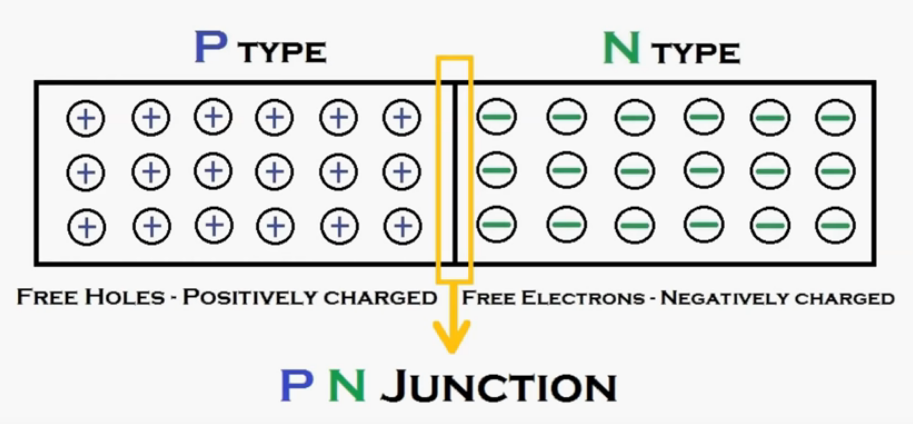 P TYPE
N TYPE
FREE HOLES - POSITIVELY CHARGED
FREE ELECTRONS - NEGATIVELY CHARGED
P N JUNCTION